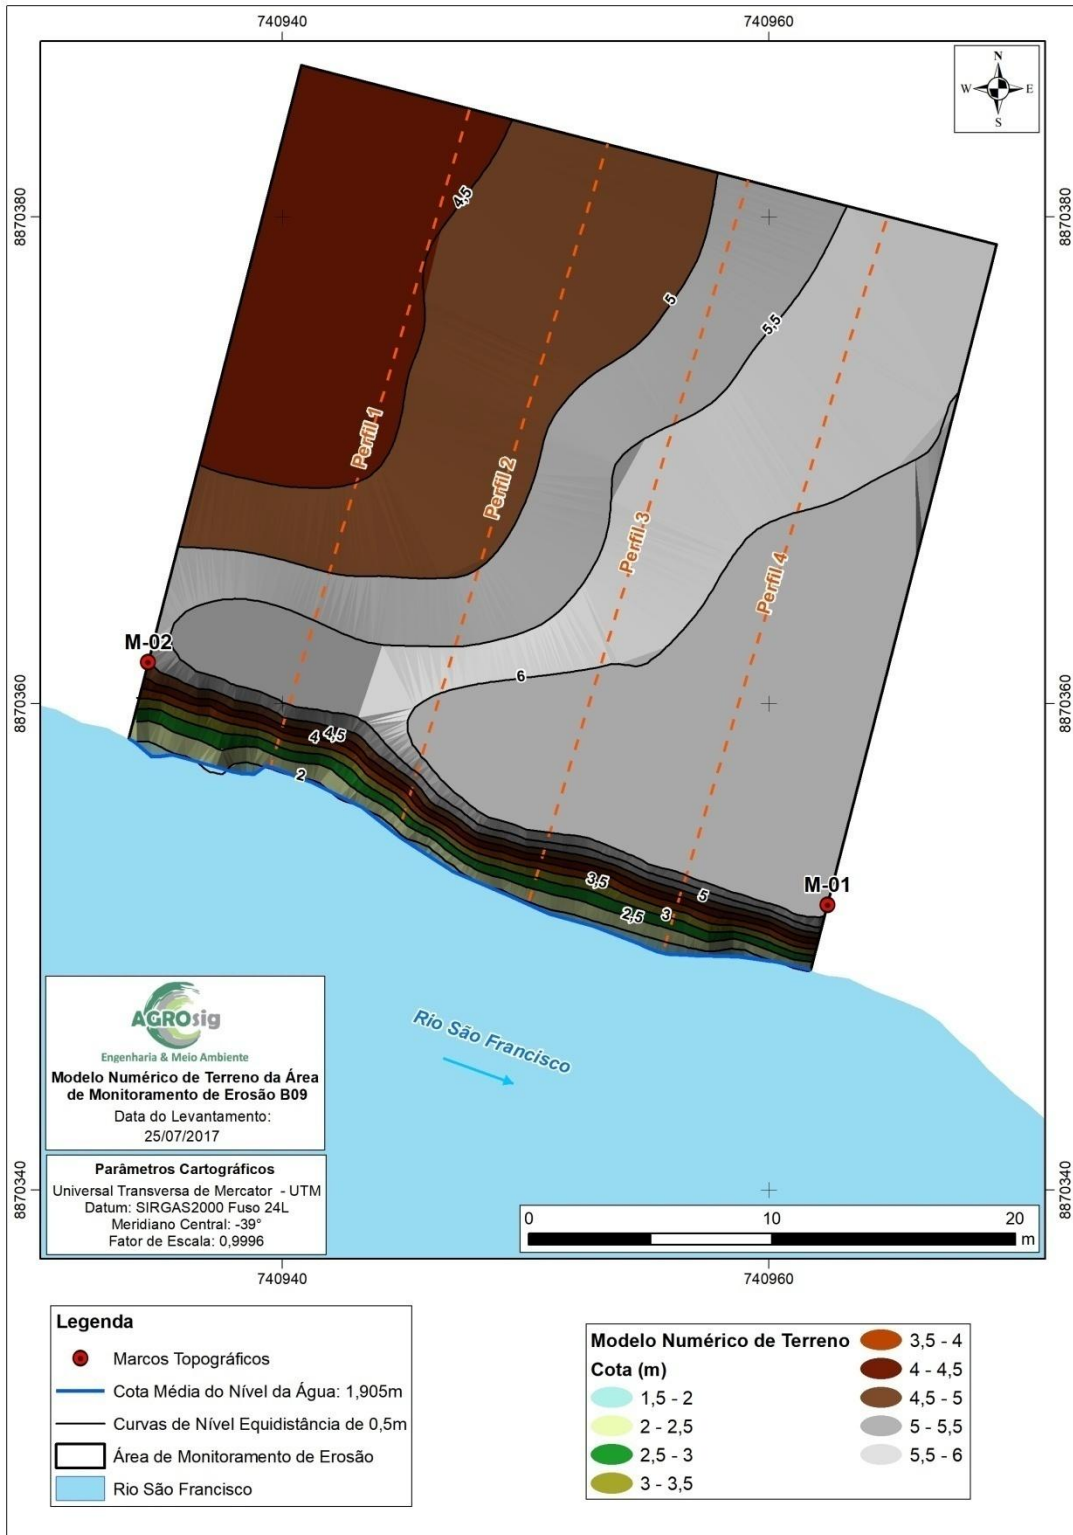 740940
740960
N
W E
S
8870380
8870380
4,5
5
5,5
Perfil 1
Perfil 2
Perfil 3
Perfil 4
M-02
8870360
8870360
6
4 4,5
2
M-01
3,5
5
2,5
3
Rio São Francisco
AGROsig
Engenharia & Meio Ambiente
Modelo Numérico de Terreno da Área
de Monitoramento de Erosão B09
Data do Levantamento:
25/07/2017
Parâmetros Cartográficos
Universal Transversa de Mercator - UTM
Datum: SIRGAS2000 Fuso 24L
Meridiano Central: -39°
Fator de Escala: 0,9996
8870340
8870340
0 10 20
m
740940
740960
Legenda
Marcos Topográficos
Cota Média do Nível da Água: 1,905m
Curvas de Nível Equidistância de 0,5m
Área de Monitoramento de Erosão
Rio São Francisco
Modelo Numérico de Terreno
Cota (m)
1,5 - 2
2 - 2,5
2,5 - 3
3 - 3,5
3,5 - 4
4 - 4,5
4,5 - 5
5 - 5,5
5,5 - 6